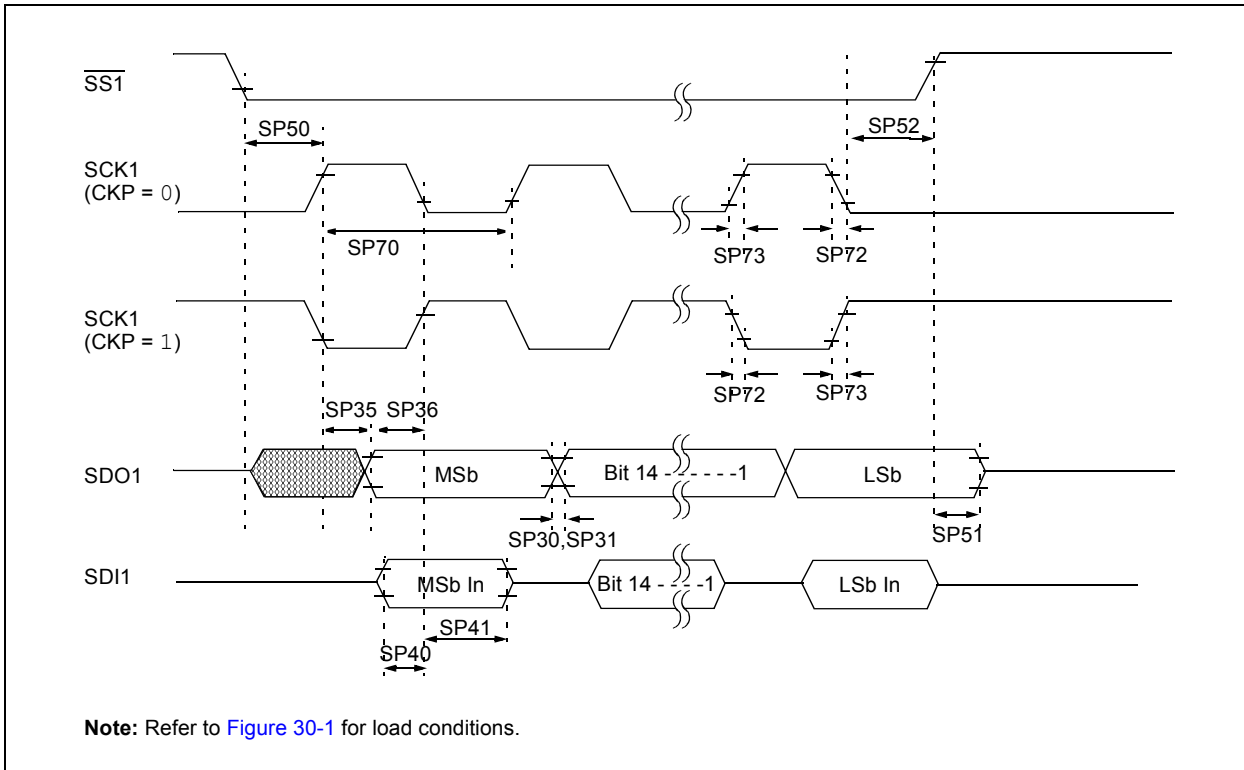 SS1
SP50
SP52
SCK1
(CKP = 0)
SP70
SP73
SP72
SCK1
(CKP = 1)
SP72
SP73
SP35
SP36
SDO1
MSb
Bit 14 - - - - - -1
LSb
SP30,SP31
SP51
SDI1
MSb In
Bit 14 - - - -1
LSb In
SP41
SP40
Note: Refer to Figure 30-1 for load conditions.